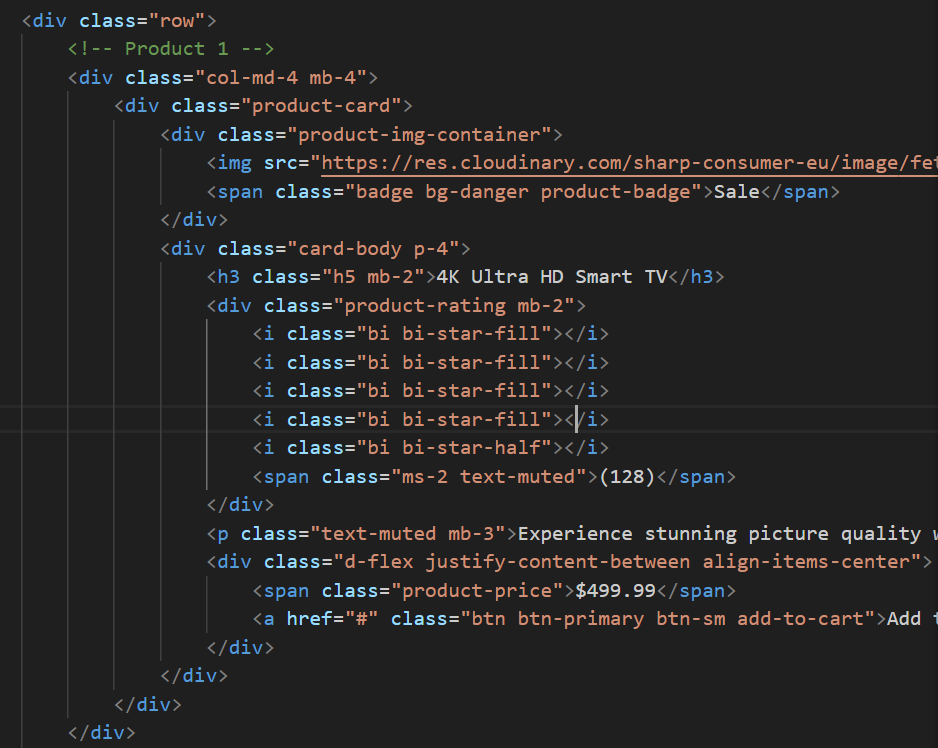 <div class="row">
<!-- Product 1 -->
<div class="col-md-4 mb-4">
<div class="product-card">
<div class="product-img-container">
<img src="https://res.cloudinary.com/sharp-consumer-eu/image/fet
<span class="badge bg-danger product-badge">Sale</span>
</div>
<div class="card-body p-4">
<h3 class="h5 mb-2">4K Ultra HD Smart TV</h3>
<div class="product-rating mb-2">
<i class="bi bi-star-fill"></i>
<i class="bi bi-star-fill"></i>
<i class="bi bi-star-fill"></i>
<i class="bi bi-star-fill"></i>
<i class="bi bi-star-half"></i>
<span class="ms-2 text-muted">(128)</span>
</div>
<p class="text-muted mb-3">Experience stunning picture quality
<div class="d-flex justify-content-between align-items-center">
<span class="product-price">$499.99</span>
<a href="#" class="btn btn-primary btn-sm add-to-cart">Add
</div>
</div>
</div>
</div>